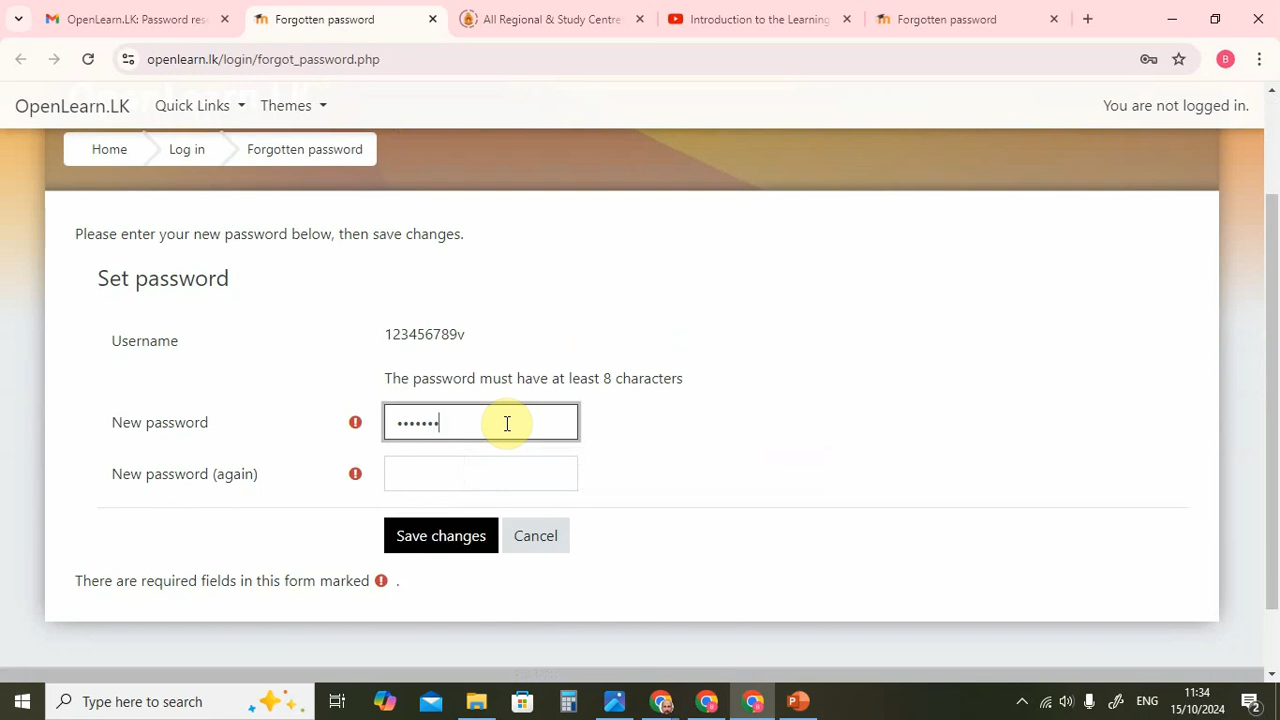 OpenLearn.LK: Password res
Forgotten password
All Regional & Study Centre
Introduction to the Learning
Forgotten password
openlearn.lk/login/forgot_password.php
B
OpenLearn.LK
Quick Links
Themes
You are not logged in.
Home
Log in
Forgotten password
Please enter your new password below, then save changes.
Set password
Username
123456789v
The password must have at least 8 characters
New password
New password (again)
Save changes
Cancel
There are required fields in this form marked .
Type here to search
ENG
11:34
15/10/2024
2